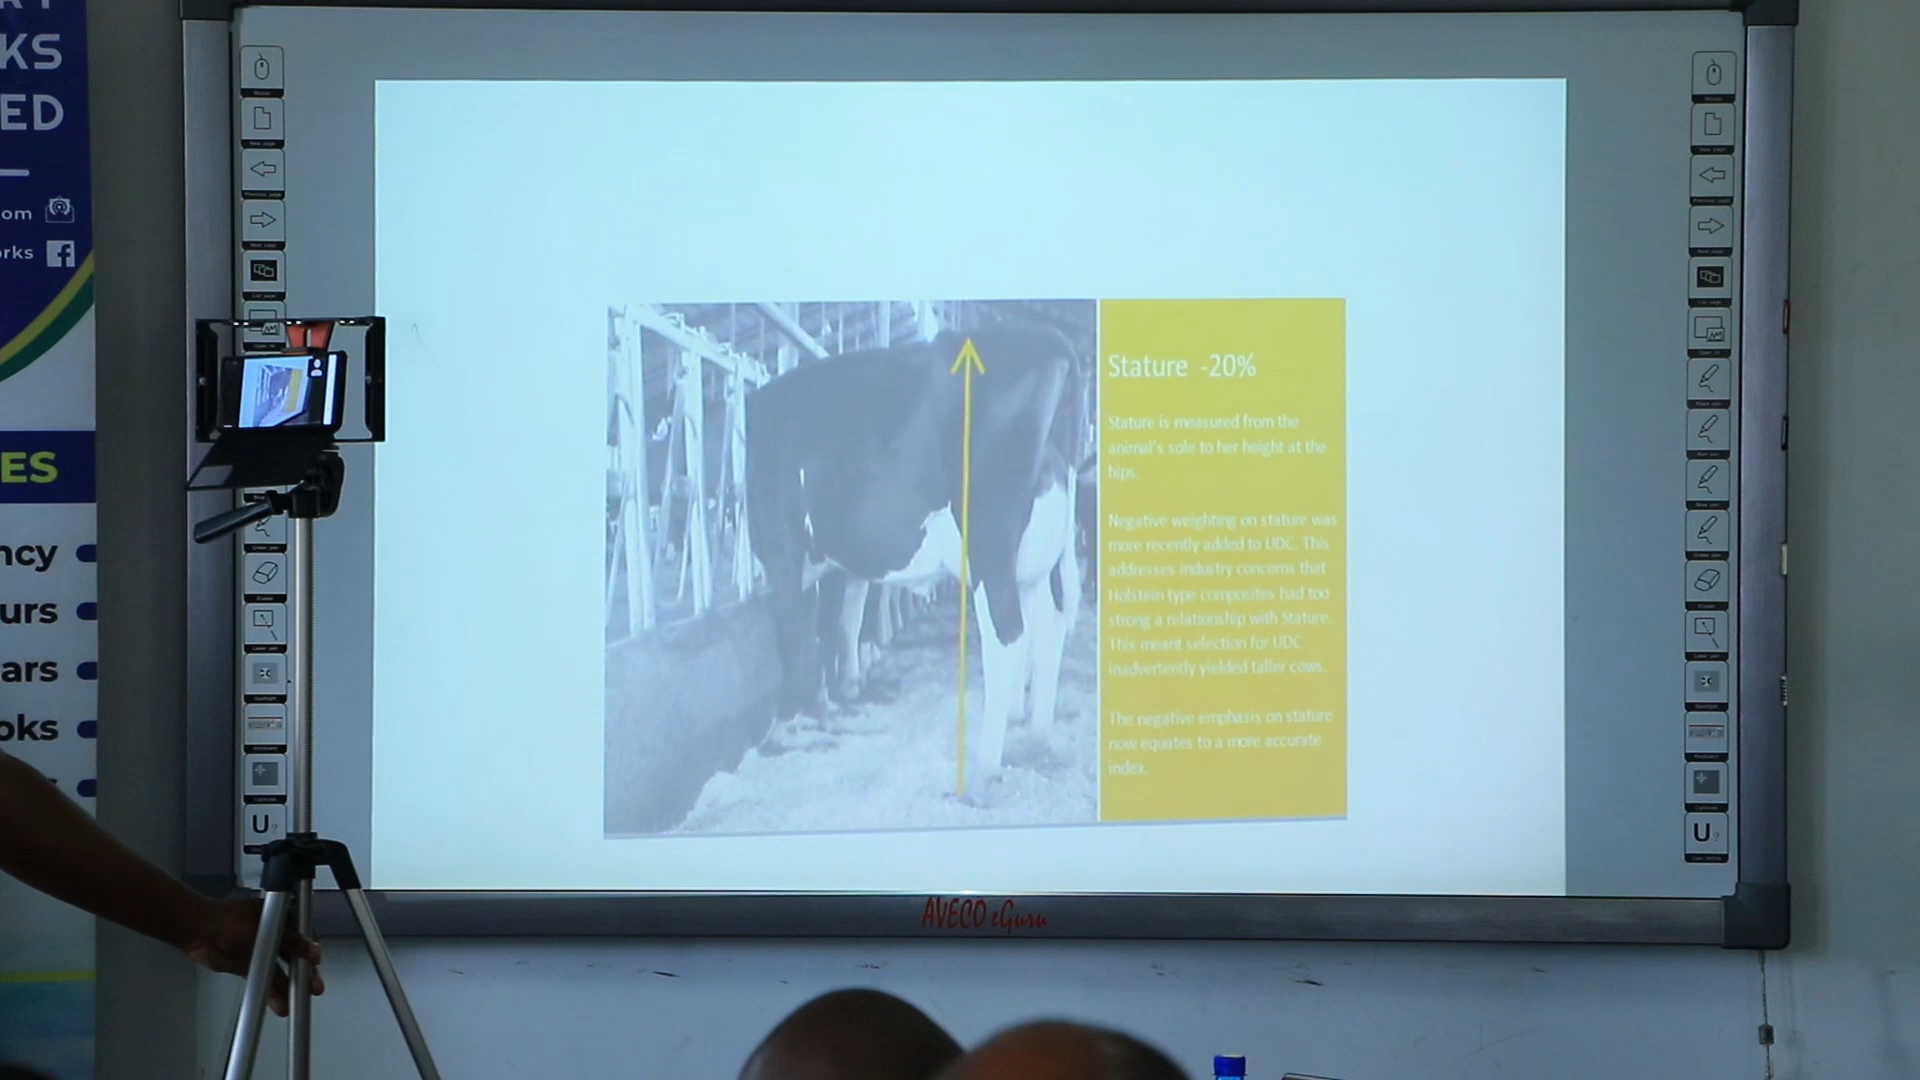 KS
ED
om
rks
ES
ncy
urs
ars
oks
Stature -20%
Stature is measured from the
animal's sole to her height at the
hips.
Negative weighting on stature was
more recently added to UDC. This
addresses industry concerns that
Holstein type composites had too
strong a relationship with Stature.
This meant selection for UDC
inadvertently yielded taller cows.
The negative emphasis on stature
now equates to a more accurate
index.
U?
U?
AVECO eGuru